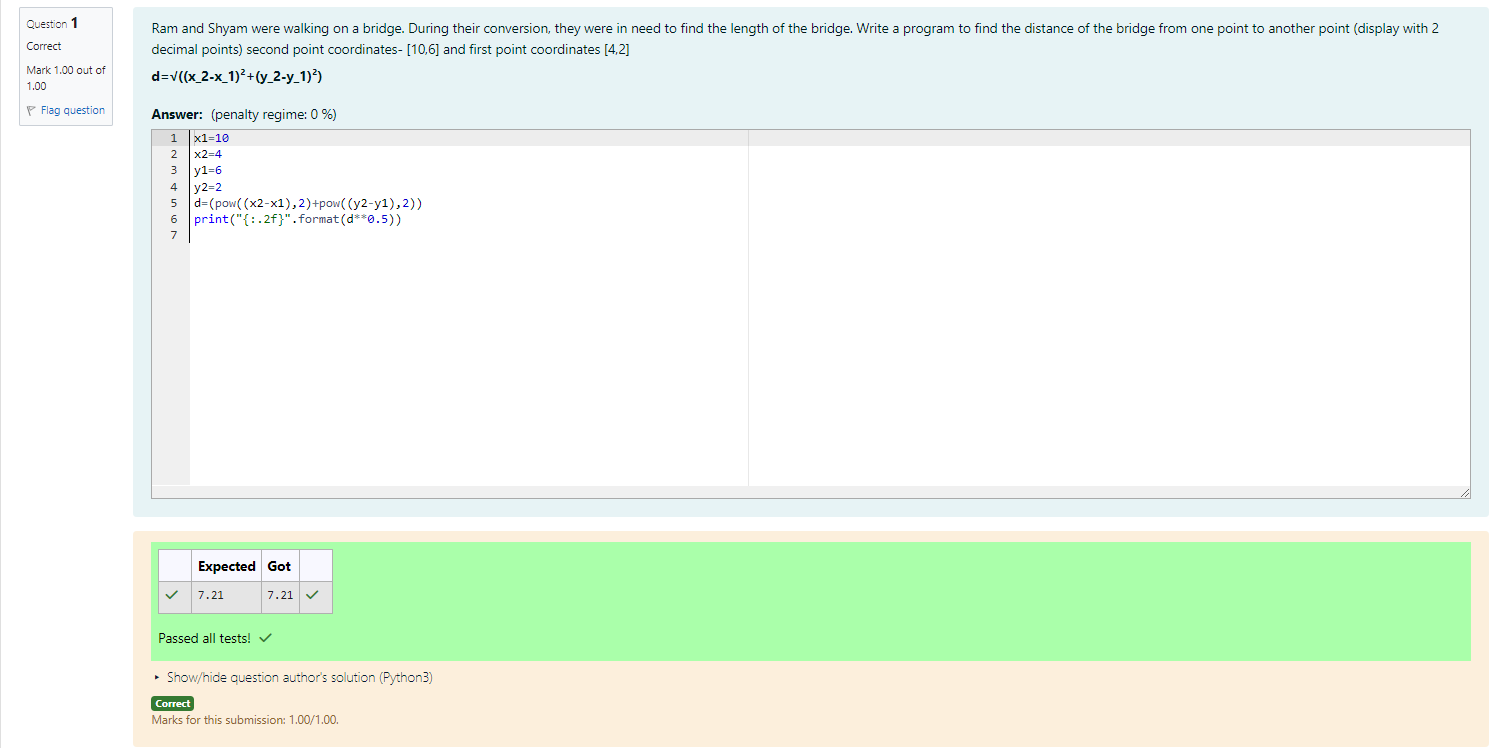 Question 1
Correct
Mark 1.00 out of
1.00
Flag question
Ram and Shyam were walking on a bridge. During their conversion, they were in need to find the length of the bridge. Write a program to find the distance of the bridge from one point to another point (display with 2
decimal points) second point coordinates- [10,6] and first point coordinates [4,2]
d=√((x_2-x_1)²+(y_2-y_1)²)
Answer: (penalty regime: 0 %)
1 x1=10
2 x2=4
3 y1=6
4 y2=2
5 d=(pow((x2-x1),2)+pow((y2-y1),2))
6 print("{:.2f}".format(d**0.5))
7
Expected Got
7.21 7.21
Passed all tests!
Show/hide question author's solution (Python3)
Correct
Marks for this submission: 1.00/1.00.